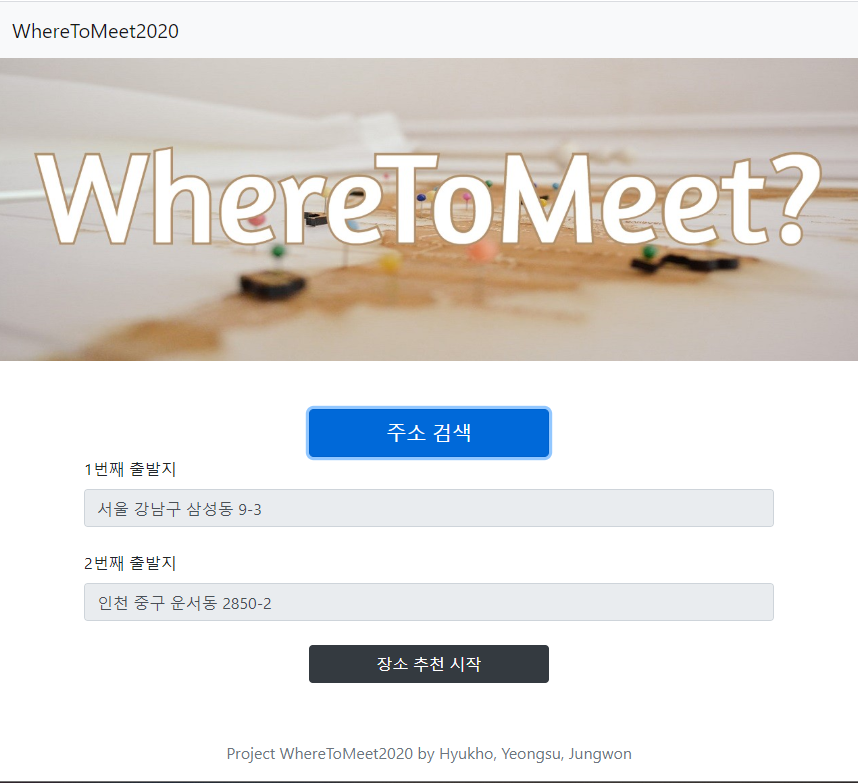 WhereToMeet2020
WhereToMeet?
주소 검색
1번째 출발지
서울 강남구 삼성동 9-3
2번째 출발지
인천 중구 운서동 2850-2
장소 추천 시작
Project WhereToMeet2020 by Hyukho, Yeongsu, Jungwon